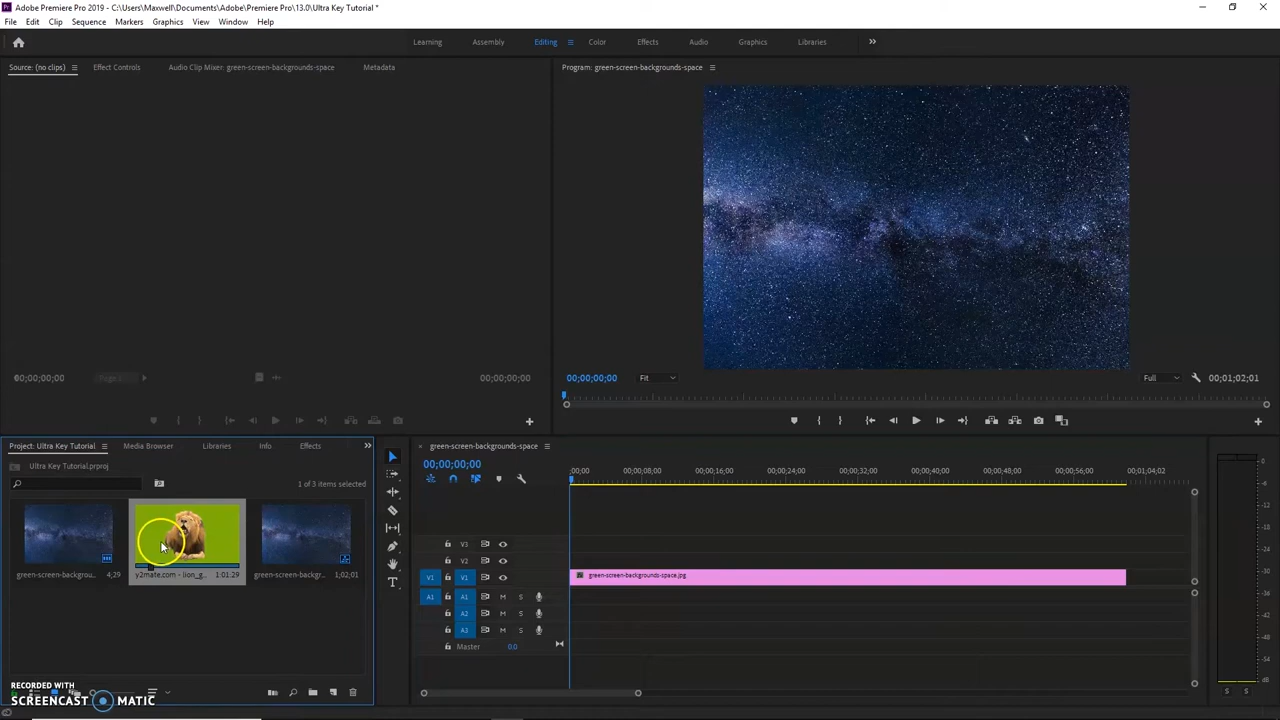 Adobe Premiere Pro 2019 - C:\Users\Maxwell\Documents\Adobe\Premiere Pro\13.0\Ultra Key Tutorial *
File Edit Clip Sequence Markers Graphics View Window Help
Learning Assembly Editing Color Effects Audio Graphics Libraries
Source: (no clips) Effect Controls Audio Clip Mixer: green-screen-backgrounds-space Metadata
Program: green-screen-backgrounds-space
00;00;00;00 00;00;00;00
00;00;00;00 Fit Full 00;01;02;01
Project: Ultra Key Tutorial Media Browser Libraries Info Effects
Ultra Key Tutorial.prproj
1 of 3 items selected
green-screen-backgrou... 4;29
y2mate.com - lion_g... 1:01:29
green-screen-backgr... 1;02;01
green-screen-backgrounds-space
00;00;00;00
;00;00 00;00;08;00 00;00;16;00 00;00;24;00 00;00;32;00 00;00;40;00 00;00;48;00 00;00;56;00 00;01;04;02
V3
V2
V1 V1 green-screen-backgrounds-space.jpg
A1 A1 M S
A2 M S
A3 M S
Master 0.0
0
-6
S S
RECORDED WITH
SCREENCAST MATIC